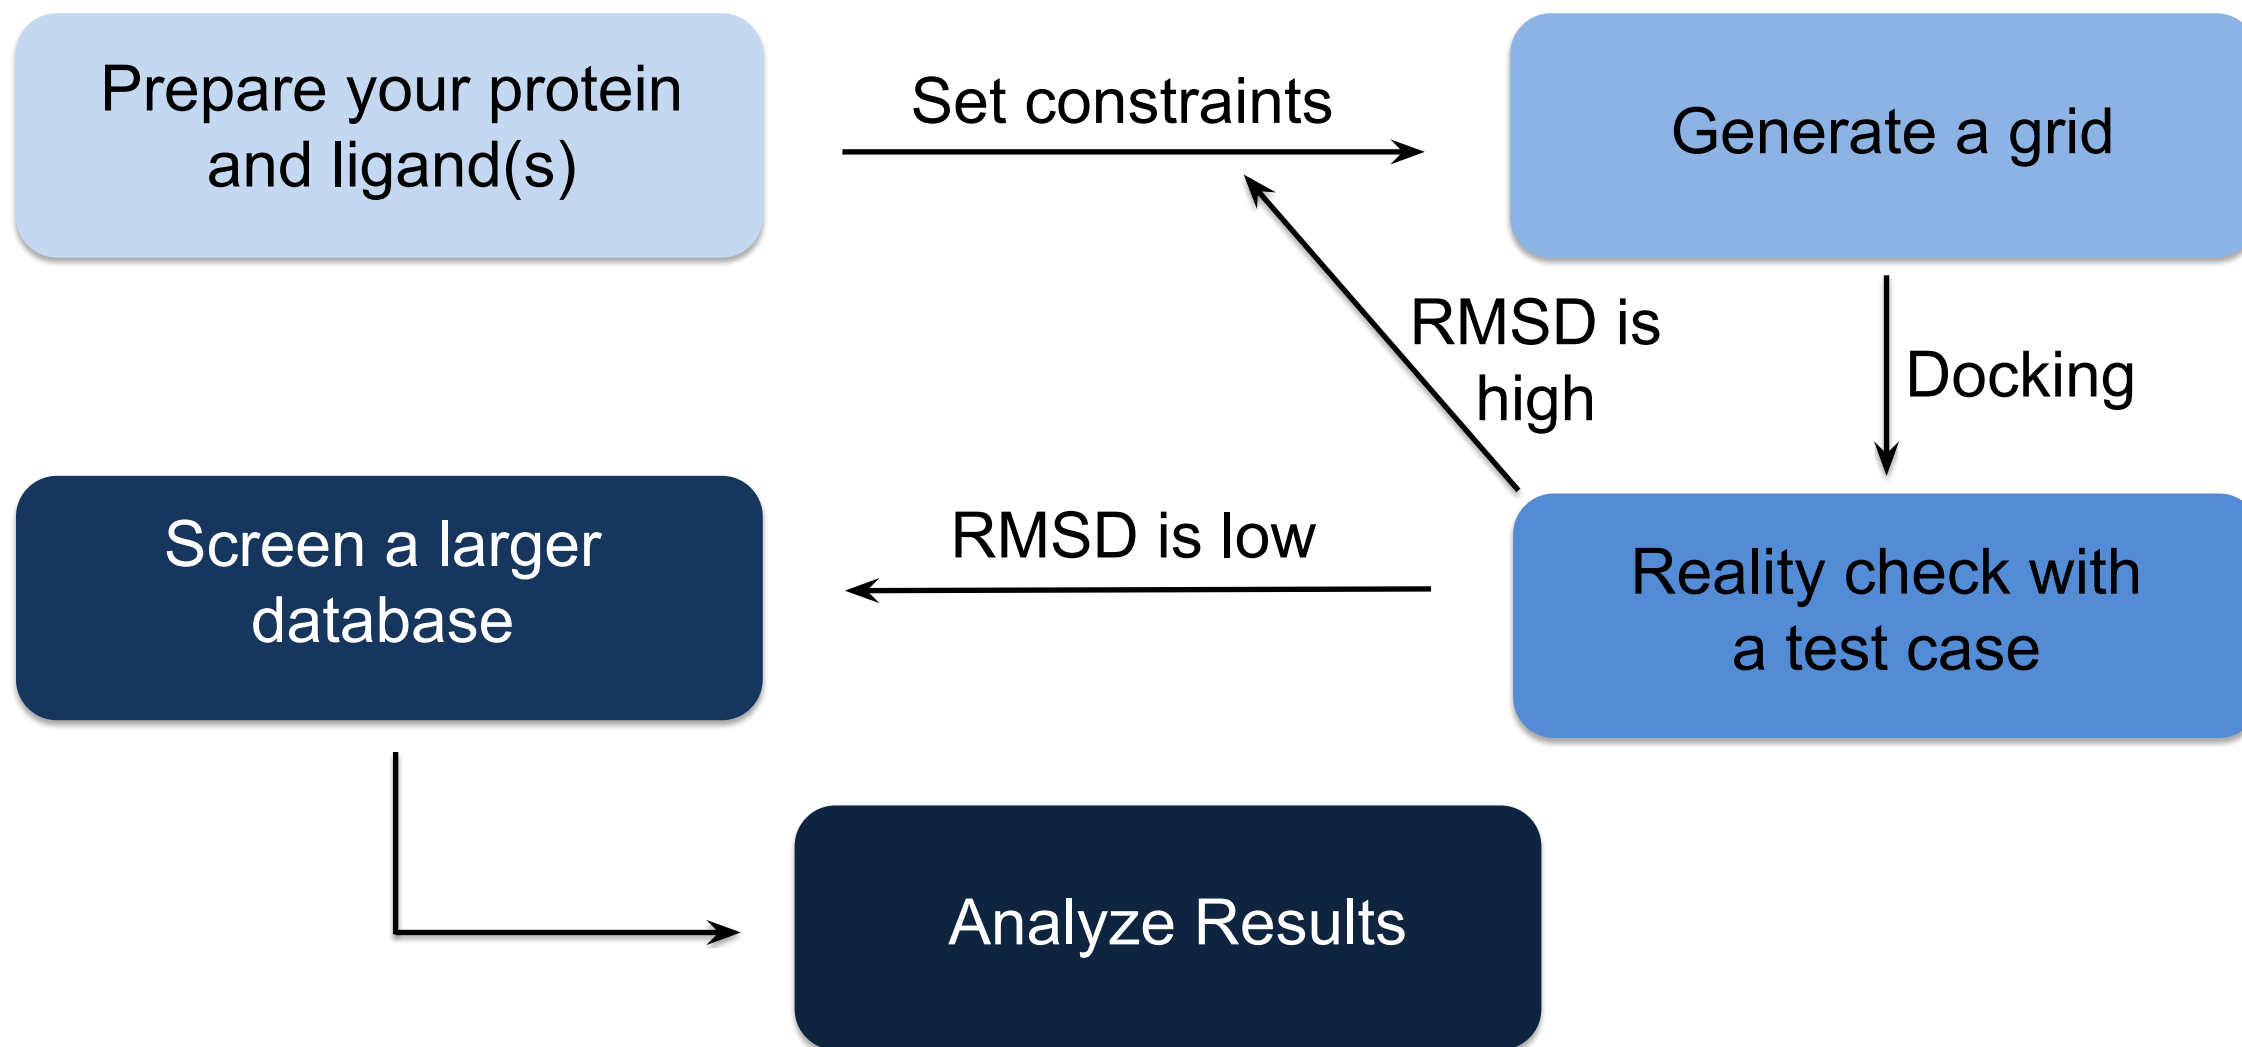 Prepare your protein
and ligand(s)
Set constraints
Generate a grid
RMSD is
high
Docking
Screen a larger
database
RMSD is low
Reality check with
a test case
Analyze Results